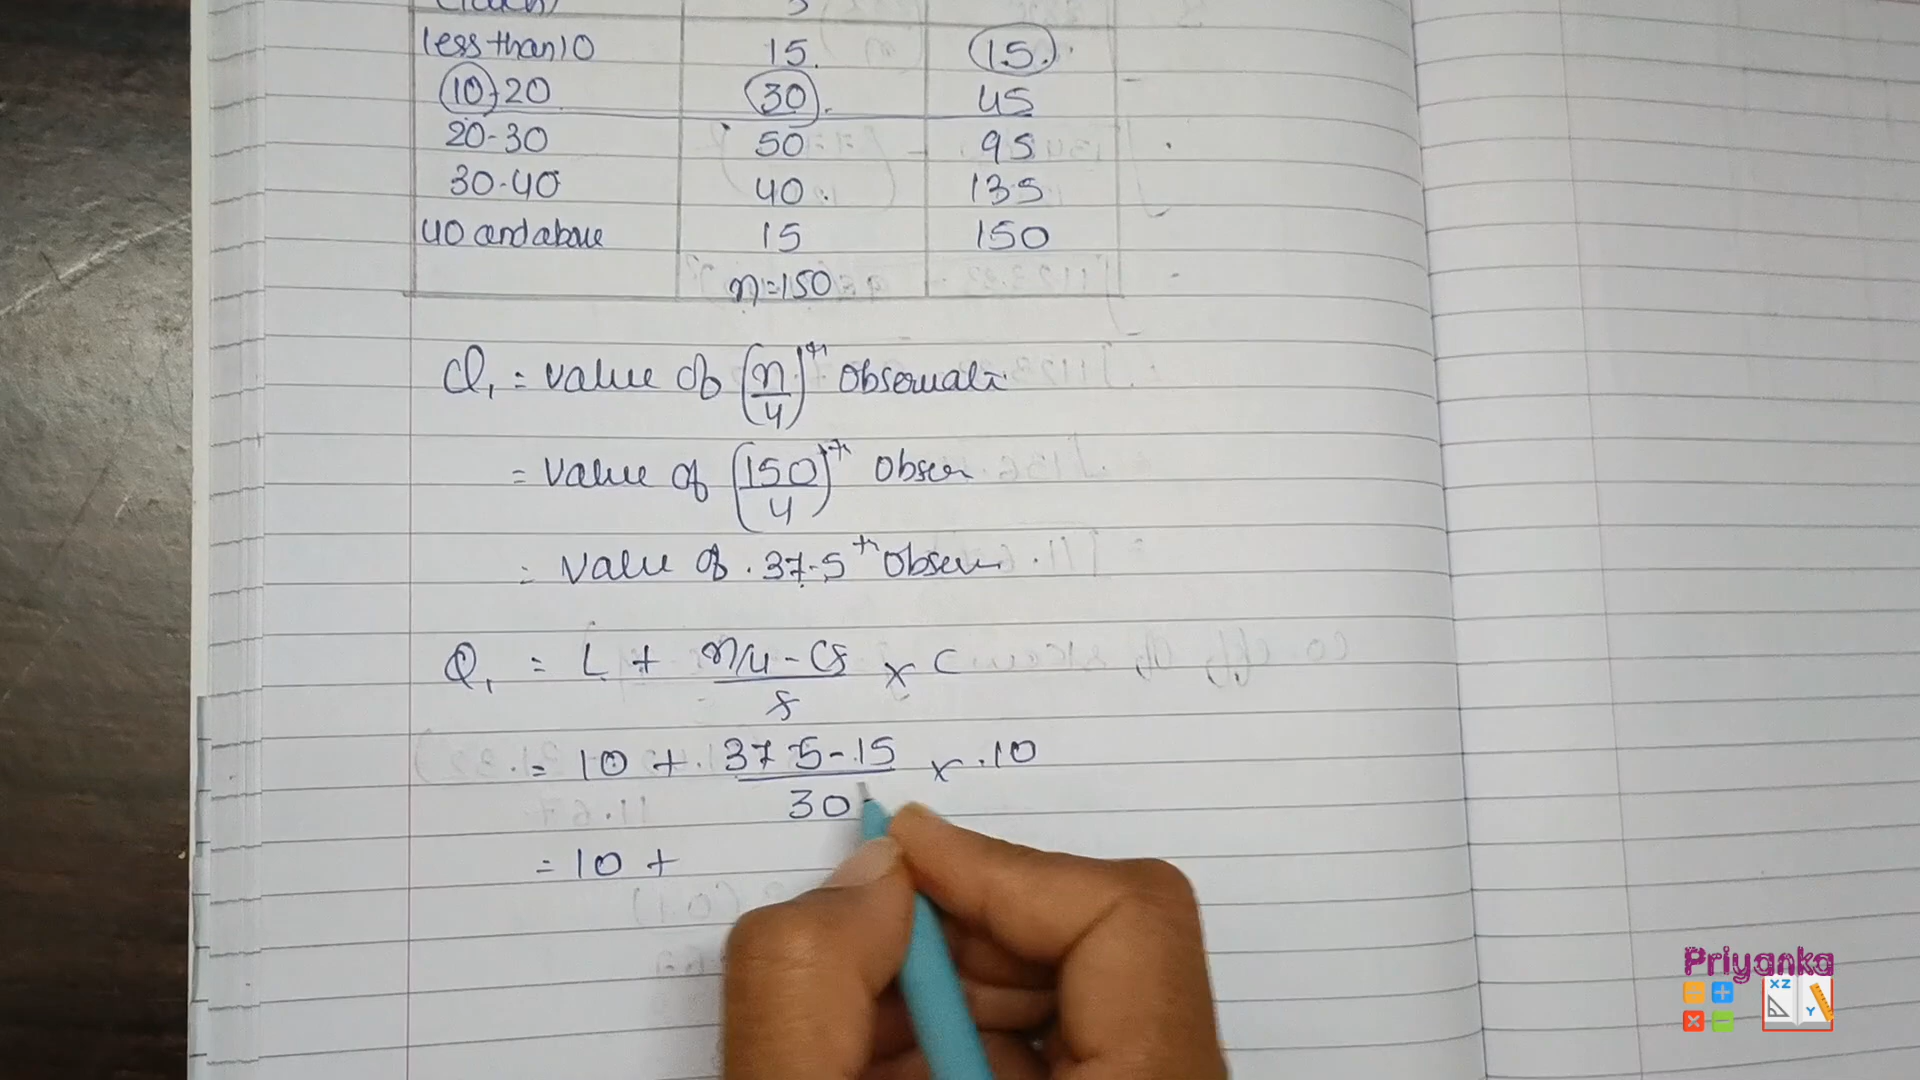 less than 10 15. 15.
10-20 30. 45
20-30 50 95
30-40 40. 135
40 and above 15 150
n=150
Q₁ = value of (n/4)th Observati
= value of (150/4)th Obser
= value of .37.5th Obser
Q₁ = L + n/4 - cf / f x c
= 10 + 37.5-15 / 30 x 10
= 10 +
Priyanka
XZ
Y